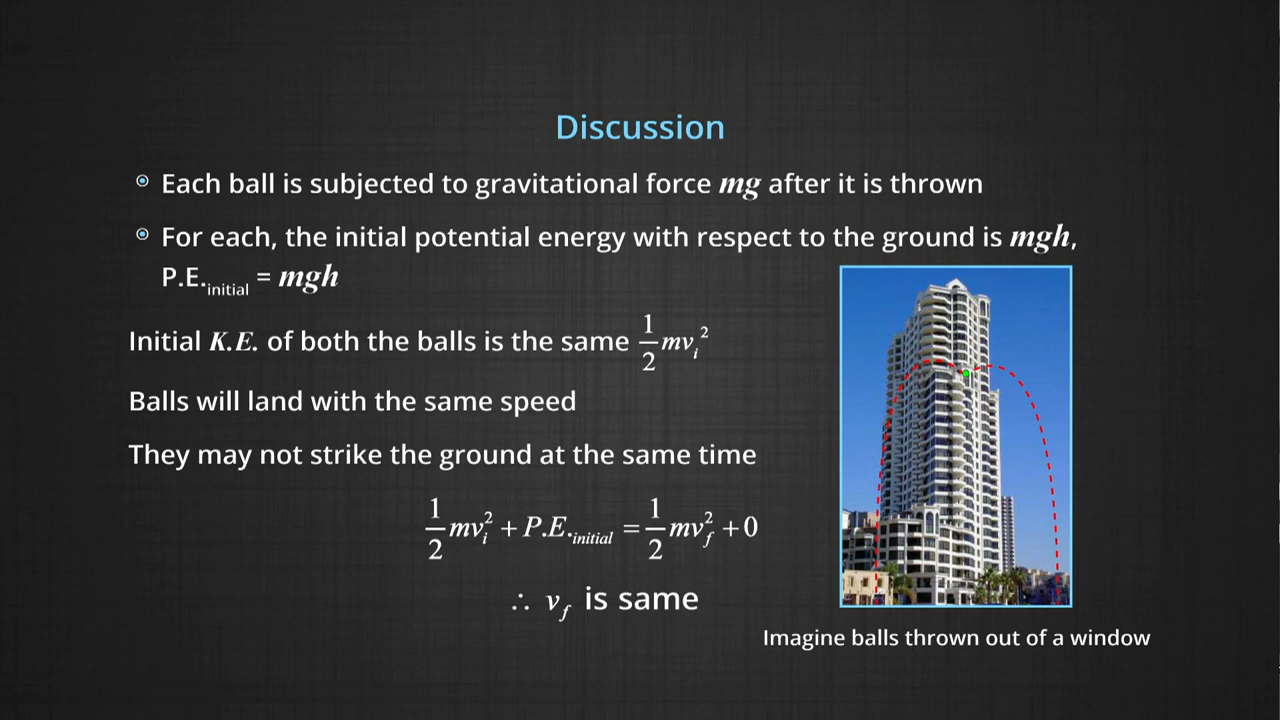 Discussion
Each ball is subjected to gravitational force mg after it is thrown
For each, the initial potential energy with respect to the ground is mgh,
P.E.initial = mgh
Initial K.E. of both the balls is the same 1/2 mvᵢ²
Balls will land with the same speed
They may not strike the ground at the same time
1/2 mvᵢ² + P.E.initial = 1/2 mv_f² + 0
∴ v_f is same
Imagine balls thrown out of a window